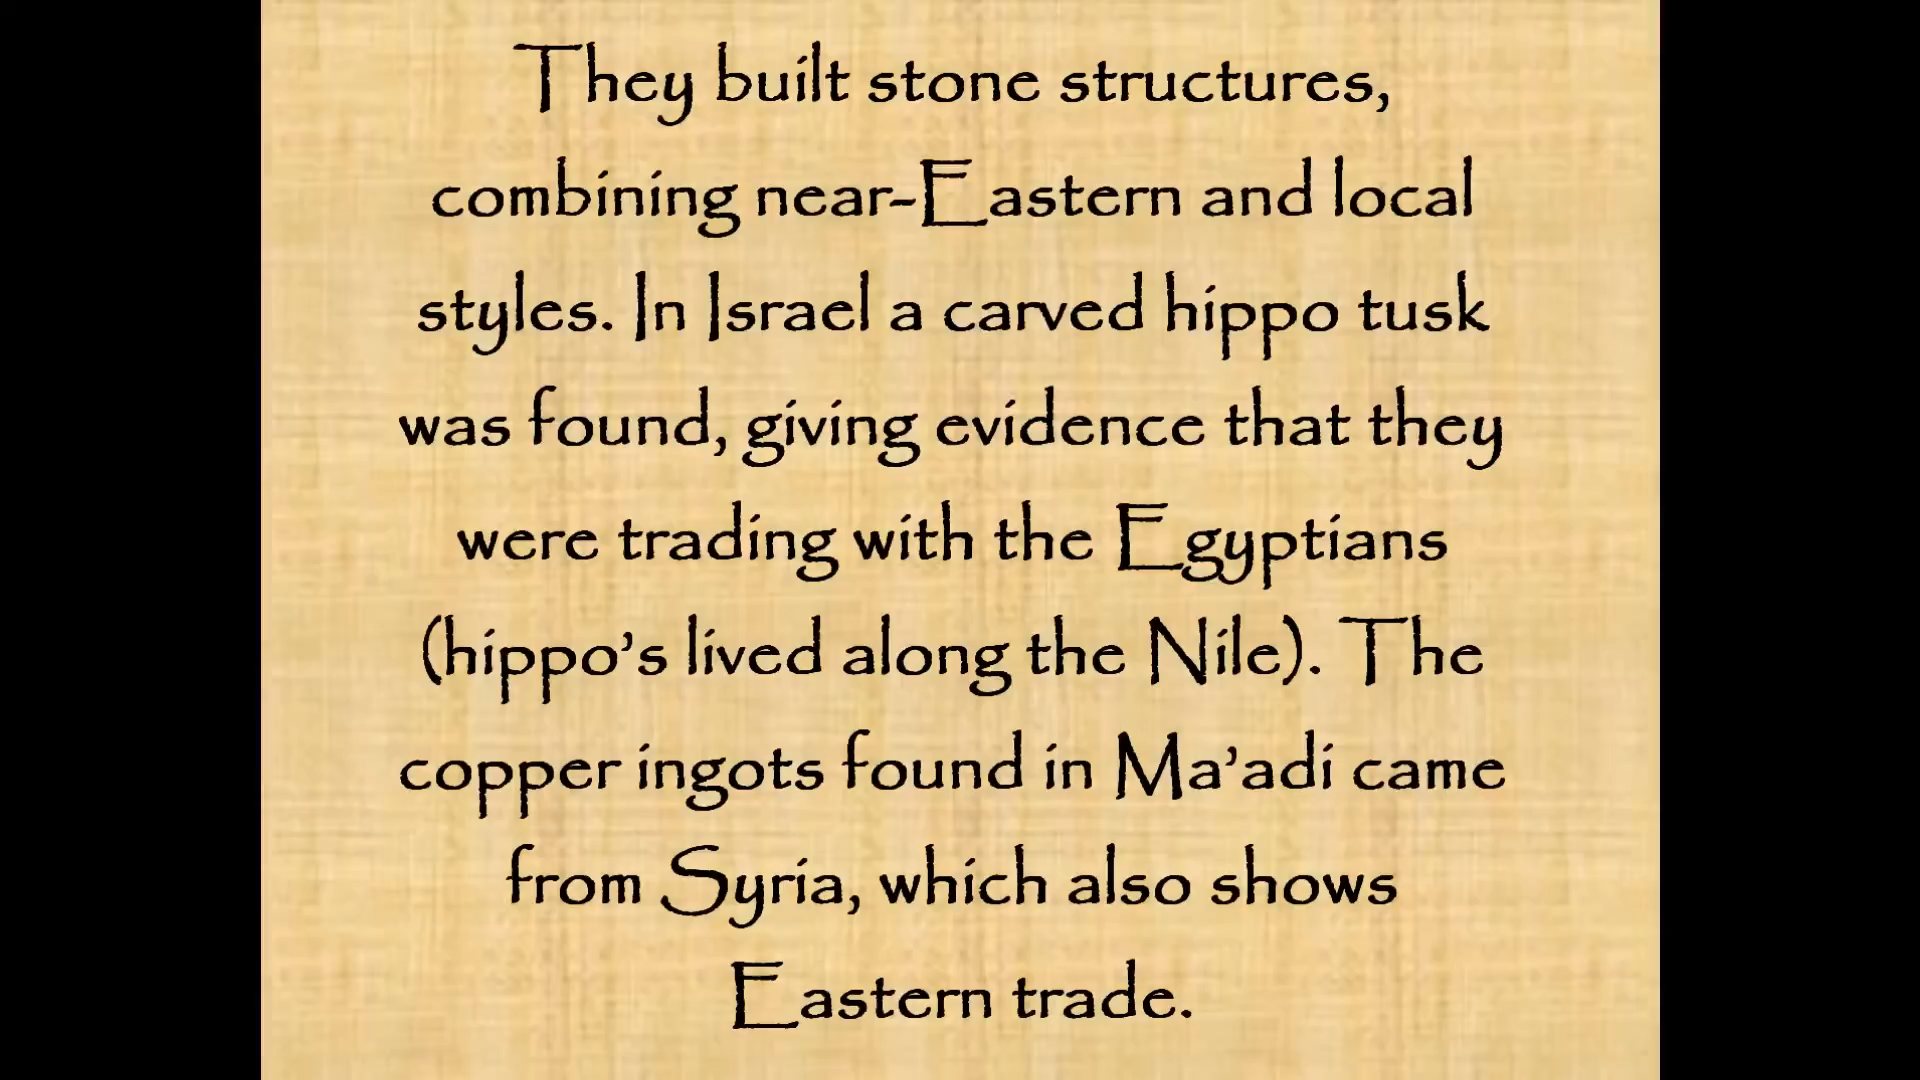 They built stone structures,
combining near-Eastern and local
styles. In Israel a carved hippo tusk
was found, giving evidence that they
were trading with the Egyptians
(hippo’s lived along the Nile). The
copper ingots found in Ma’adi came
from Syria, which also shows
Eastern trade.